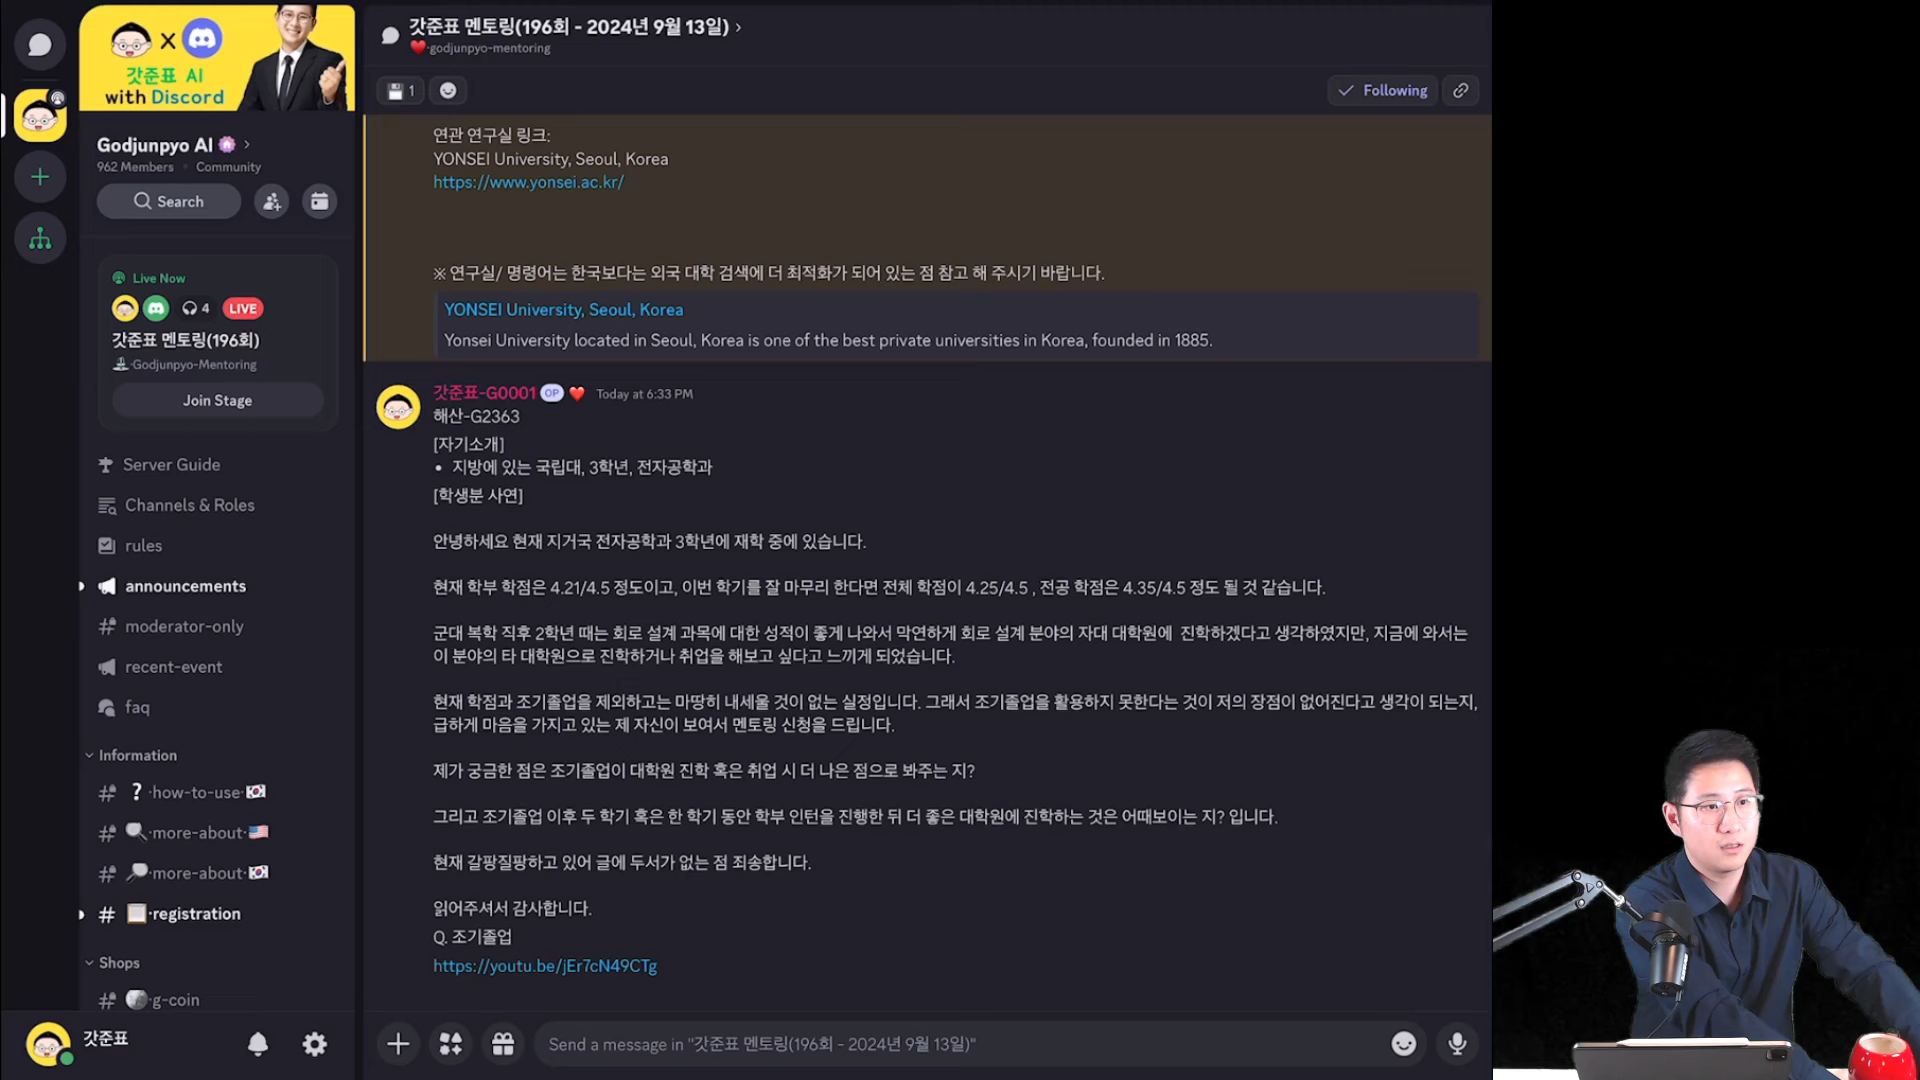 갓준표 AI
with Discord
Godjunpyo AI
962 Members • Community
Search
Live Now
4 LIVE
갓준표 멘토링(196회)
Godjunpyo-Mentoring
Join Stage
Server Guide
Channels & Roles
rules
announcements
moderator-only
recent-event
faq
Information
how-to-use
more-about
more-about
registration
Shops
g-coin
갓준표
갓준표 멘토링(196회 - 2024년 9월 13일)
godjunpyo-mentoring
1
Following
연관 연구실 링크:
YONSEI University, Seoul, Korea
https://www.yonsei.ac.kr/
※ 연구실/ 명령어는 한국보다는 외국 대학 검색에 더 최적화가 되어 있는 점 참고 해 주시기 바랍니다.
YONSEI University, Seoul, Korea
Yonsei University located in Seoul, Korea is one of the best private universities in Korea, founded in 1885.
갓준표-G0001 OP Today at 6:33 PM
해산-G2363
[자기소개]
• 지방에 있는 국립대, 3학년, 전자공학과
[학생분 사연]
안녕하세요 현재 지거국 전자공학과 3학년에 재학 중에 있습니다.
현재 학부 학점은 4.21/4.5 정도이고, 이번 학기를 잘 마무리 한다면 전체 학점이 4.25/4.5 , 전공 학점은 4.35/4.5 정도 될 것 같습니다.
군대 복학 직후 2학년 때는 회로 설계 과목에 대한 성적이 좋게 나와서 막연하게 회로 설계 분야의 자대 대학원에 진학하겠다고 생각하였지만, 지금에 와서는
이 분야의 타 대학원으로 진학하거나 취업을 해보고 싶다고 느끼게 되었습니다.
현재 학점과 조기졸업을 제외하고는 마땅히 내세울 것이 없는 실정입니다. 그래서 조기졸업을 활용하지 못한다는 것이 저의 장점이 없어진다고 생각이 되는지,
급하게 마음을 가지고 있는 제 자신이 보여서 멘토링 신청을 드립니다.
제가 궁금한 점은 조기졸업이 대학원 진학 혹은 취업 시 더 나은 점으로 봐주는 지?
그리고 조기졸업 이후 두 학기 혹은 한 학기 동안 학부 인턴을 진행한 뒤 더 좋은 대학원에 진학하는 것은 어때보이는 지? 입니다.
현재 갈팡질팡하고 있어 글에 두서가 없는 점 죄송합니다.
읽어주셔서 감사합니다.
Q. 조기졸업
https://youtu.be/jEr7cN49CTg
Send a message in "갓준표 멘토링(196회 - 2024년 9월 13일)"